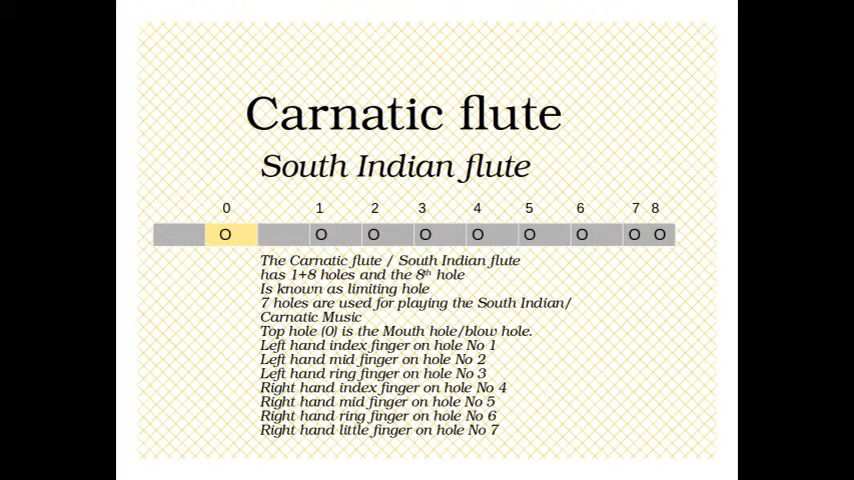 Carnatic flute
South Indian flute
0 1 2 3 4 5 6 7 8
O O O O O O O O O
The Carnatic flute / South Indian flute
has 1+8 holes and the 8th hole
Is known as limiting hole
7 holes are used for playing the South Indian/
Carnatic Music
Top hole (0) is the Mouth hole/blow hole.
Left hand index finger on hole No 1
Left hand mid finger on hole No 2
Left hand ring finger on hole No 3
Right hand index finger on hole No 4
Right hand mid finger on hole No 5
Right hand ring finger on hole No 6
Right hand little finger on hole No 7